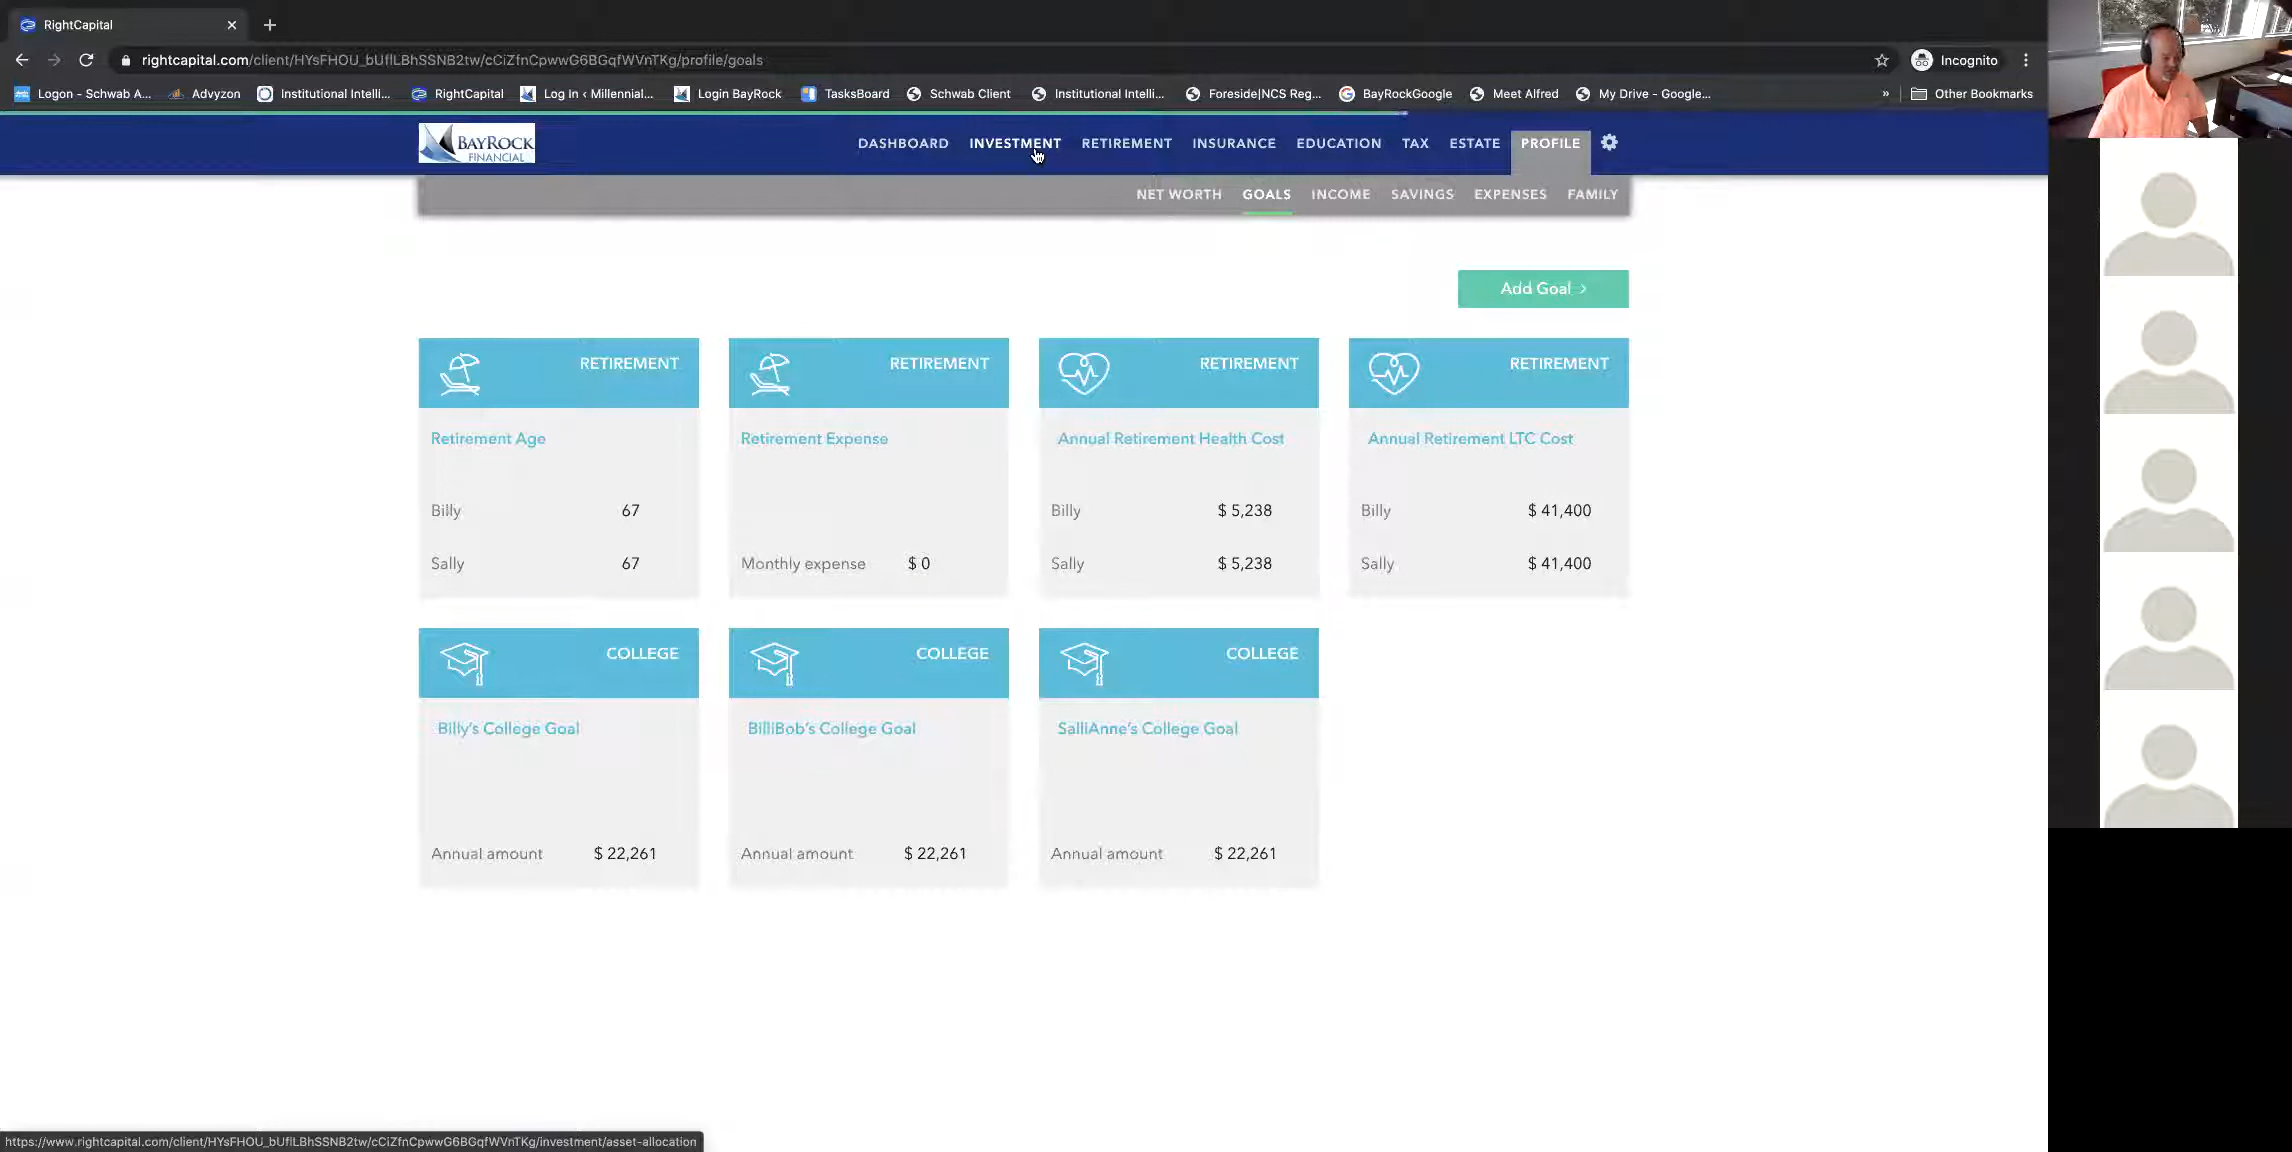 RightCapital
rightcapital.com/client/HYsFHOU_bUflLBhSSNB2tw/cCiZfnCpwwG6BGqfWVnTKg/profile/goals
Incognito
Logon - Schwab A...
Advyzon
Institutional Intelli...
RightCapital
Log In ‹ Millennial...
Login BayRock
TasksBoard
Schwab Client
Institutional Intelli...
Foreside|NCS Reg...
BayRockGoogle
Meet Alfred
My Drive - Google...
»
Other Bookmarks
BAYROCK
FINANCIAL
DASHBOARD INVESTMENT RETIREMENT INSURANCE EDUCATION TAX ESTATE PROFILE
NET WORTH GOALS INCOME SAVINGS EXPENSES FAMILY
Add Goal >
RETIREMENT
Retirement Age
Billy 67
Sally 67
RETIREMENT
Retirement Expense
Monthly expense $ 0
RETIREMENT
Annual Retirement Health Cost
Billy $ 5,238
Sally $ 5,238
RETIREMENT
Annual Retirement LTC Cost
Billy $ 41,400
Sally $ 41,400
COLLEGE
Billy's College Goal
Annual amount $ 22,261
COLLEGE
BilliBob's College Goal
Annual amount $ 22,261
COLLEGE
SalliAnne's College Goal
Annual amount $ 22,261
https://www.rightcapital.com/client/HYsFHOU_bUflLBhSSNB2tw/cCiZfnCpwwG6BGqfWVnTKg/investment/asset-allocation